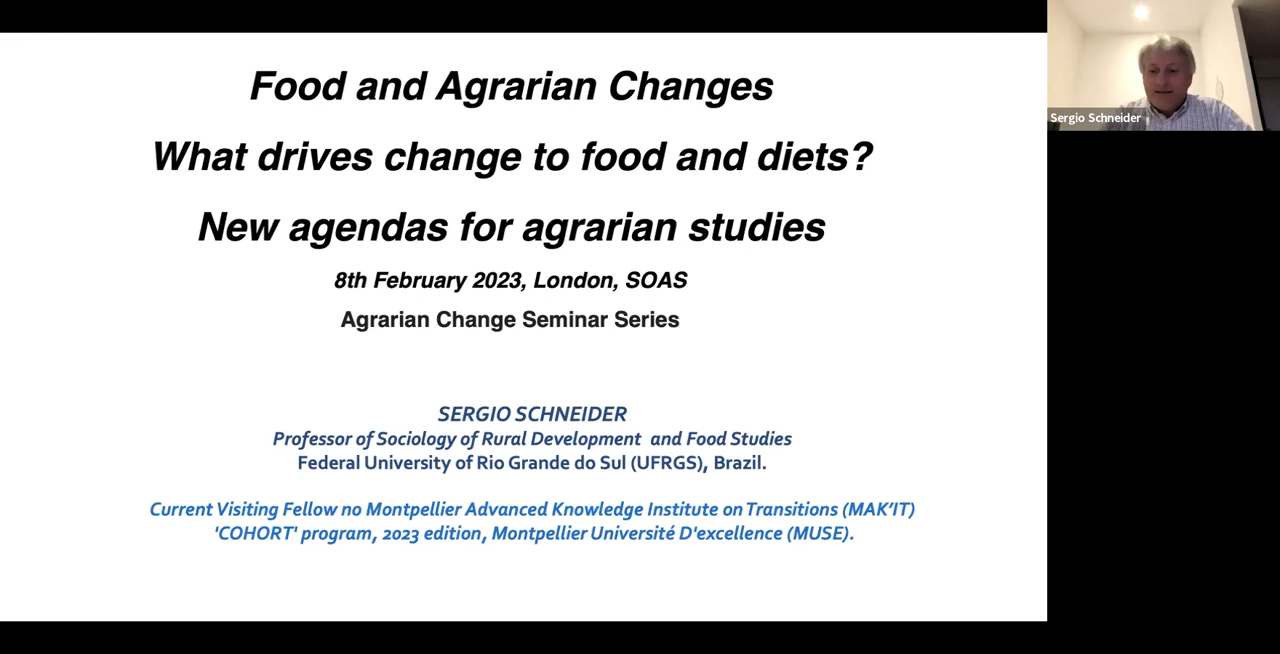 Food and Agrarian Changes
What drives change to food and diets?
New agendas for agrarian studies
8th February 2023, London, SOAS
Agrarian Change Seminar Series
SERGIO SCHNEIDER
Professor of Sociology of Rural Development and Food Studies
Federal University of Rio Grande do Sul (UFRGS), Brazil.
Current Visiting Fellow no Montpellier Advanced Knowledge Institute on Transitions (MAK'IT)
'COHORT' program, 2023 edition, Montpellier Université D'excellence (MUSE).
Sergio Schneider